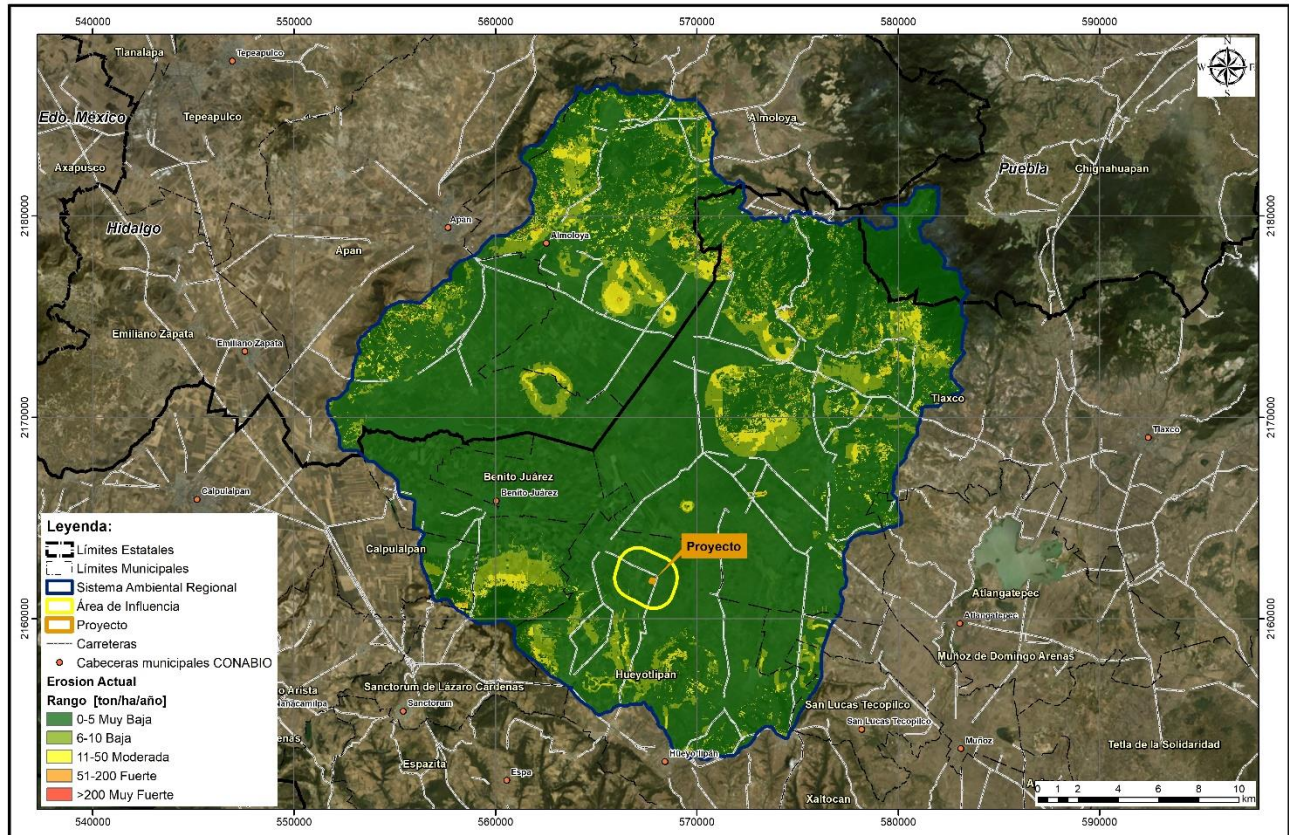 540000
550000
560000
570000
580000
590000
Tlanalapa
Tepeapulco
N
W
E
S
Edo. México
Tepeapulco
Almoloya
Axapusco
Puebla
Chignahuapan
2180000
2180000
Hidalgo
Apan
Almoloya
Apan
Emiliano Zapata
Emiliano Zapata
2170000
2170000
Tlaxco
Tlaxco
Benito Juárez
Benito Juárez
Calpulalpan
Calpulalpan
Proyecto
Atlangatepec
Atlangatepec
2160000
2160000
Muñoz de Domingo Arenas
Hueyotlipán
Sanctorum de Lázaro Cárdenas
Sanctorum
San Lucas Tecopilco
San Lucas Tecopilco
Muñoz
Tetla de la Solidaridad
Hueyotlipán
Espazita
Espa
Xaltocan
Leyenda:
Límites Estatales
Límites Municipales
Sistema Ambiental Regional
Área de Influencia
Proyecto
Carreteras
Cabeceras municipales CONABIO
Erosion Actual
Rango [ton/ha/año]
0-5 Muy Baja
6-10 Baja
11-50 Moderada
51-200 Fuerte
>200 Muy Fuerte
0 1 2 4 6 8 10
km
540000
550000
560000
570000
580000
590000